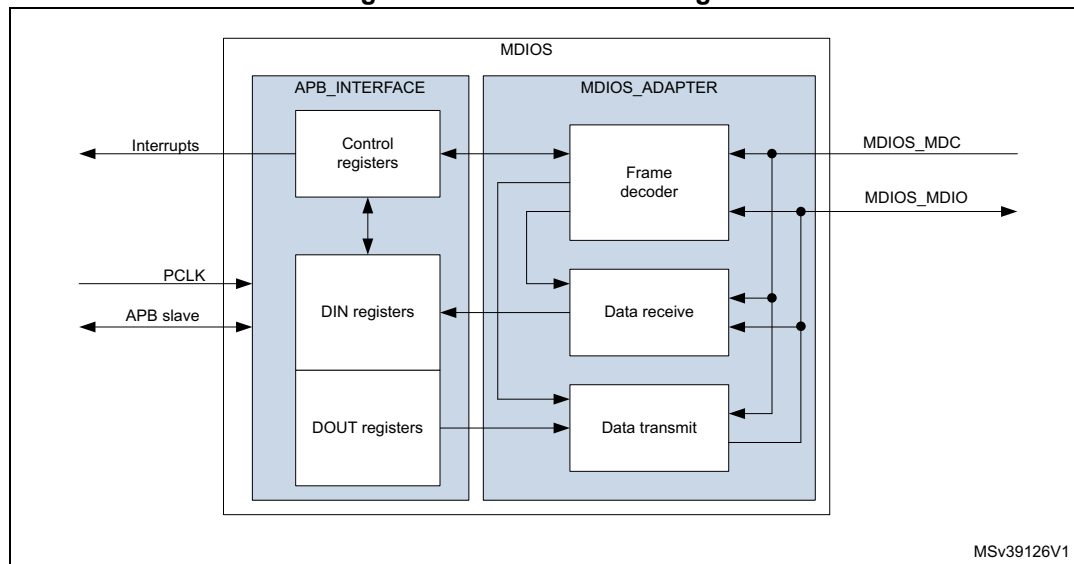 MDIOS
APB_INTERFACE
MDIOS_ADAPTER
Interrupts
Control
registers
Frame
decoder
MDIOS_MDC
MDIOS_MDIO
PCLK
APB slave
DIN registers
Data receive
DOUT registers
Data transmit
MSv39126V1